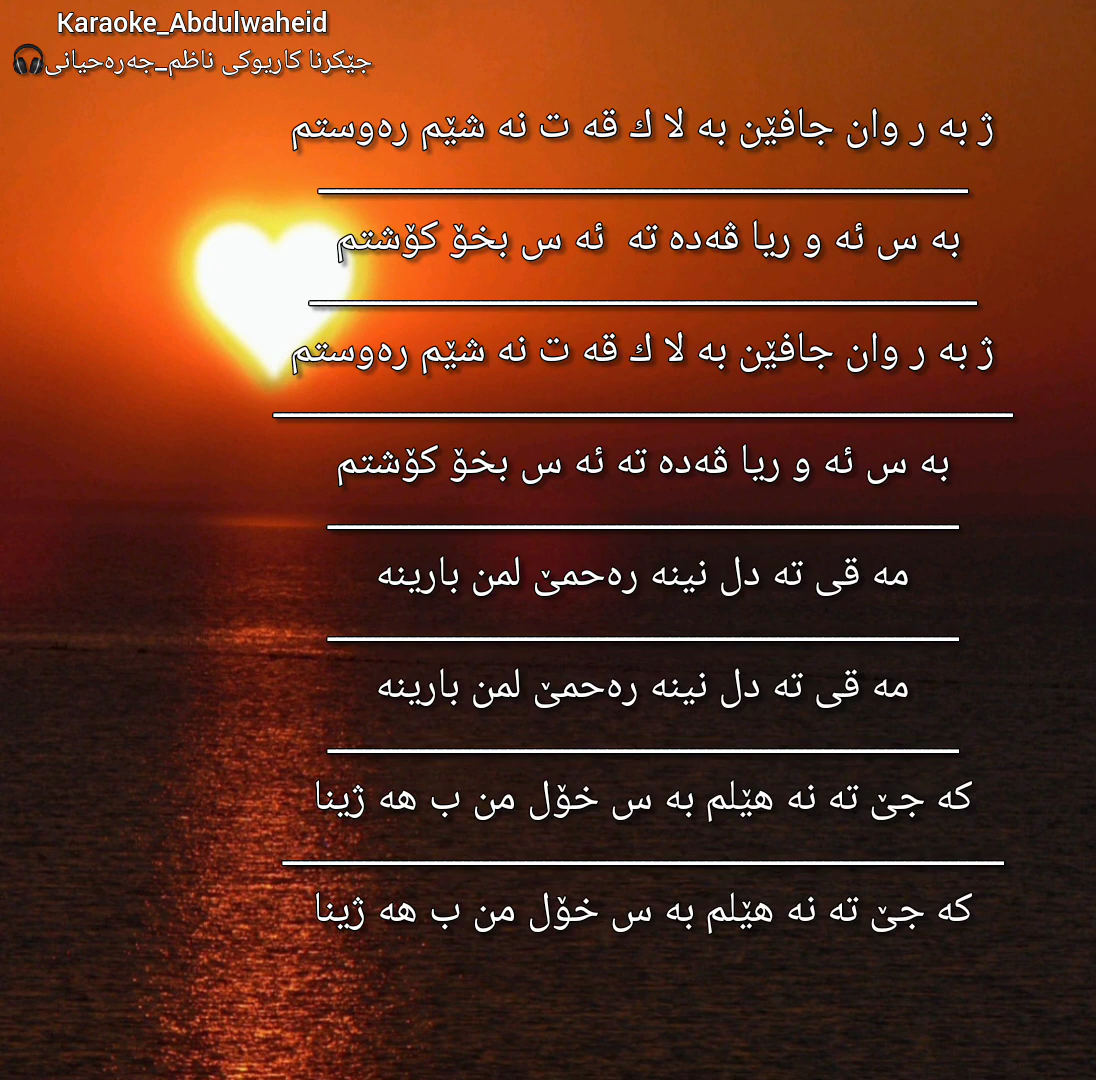 Karaoke_Abdulwaheid
جێکرنا کاریوکی ناظم_جەرەحیانی🎧
ژ بە ر وان جافێن بە لا ك قە ت نە شێم رەوستم
بە س ئە و ریا ڤەدە تە ئە س بخۆ کۆشتم
ژ بە ر وان جافێن بە لا ك قە ت نە شێم رەوستم
بە س ئە و ریا ڤەدە تە ئە س بخۆ کۆشتم
مە قی تە دل نینە رەحمێ لمن بارینە
مە قی تە دل نینە رەحمێ لمن بارینە
کە جێ تە نە هێلم بە س خۆل من ب هە ژینا
کە جێ تە نە هێلم بە س خۆل من ب هە ژینا